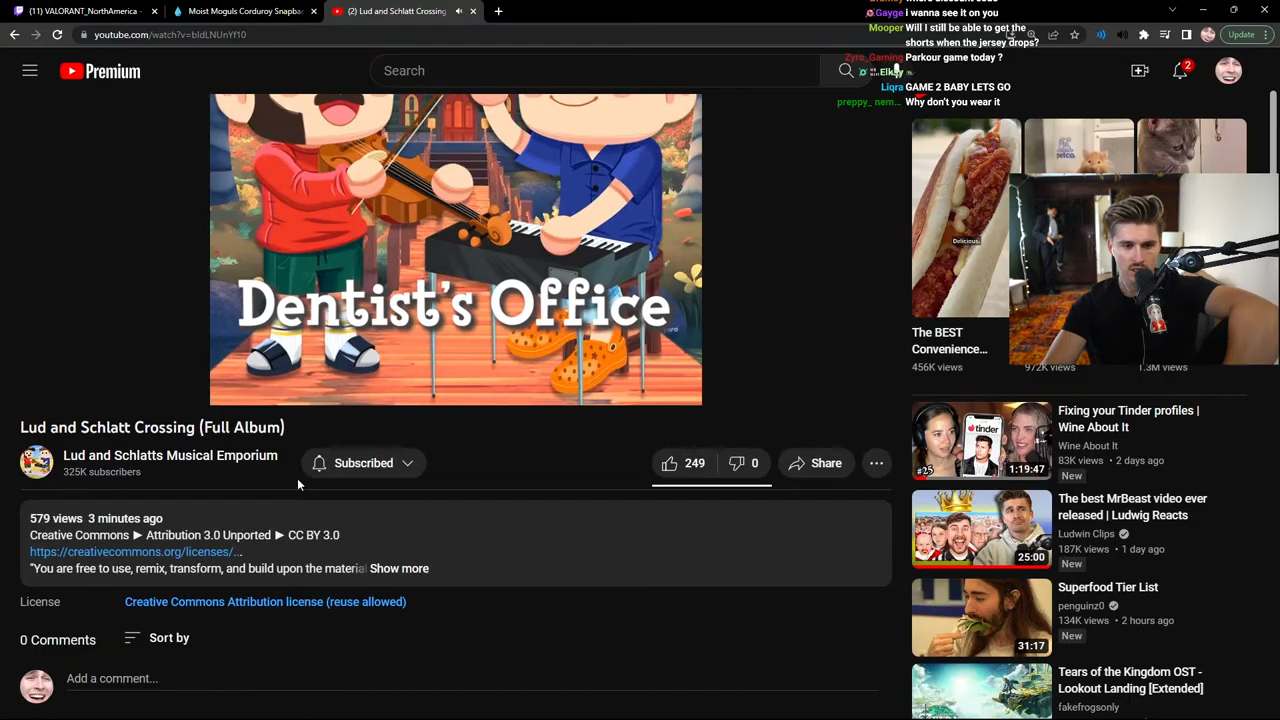 (11) VALORANT_NorthAmerica -
Moist Moguls Corduroy Snapba
(2) Lud and Schlatt Crossing
youtube.com/watch?v=bIdLNUnYf10
Update
Gayge i wanna see it on you
Mooper Will I still be able to get the
shorts when the jersey drops?
Zyro_Gaming Parkour game today ?
Elksy
Liqra GAME 2 BABY LETS GO
preppy_nem... Why don't you wear it
Premium
Search
2
Delicious.
Dentist's Office
The BEST
Convenience...
456K views
972K views
1.3M views
Lud and Schlatt Crossing (Full Album)
Lud and Schlatts Musical Emporium
325K subscribers
Subscribed
249
0
Share
579 views 3 minutes ago
Creative Commons ► Attribution 3.0 Unported ► CC BY 3.0
https://creativecommons.org/licenses/...
"You are free to use, remix, transform, and build upon the material Show more
License
Creative Commons Attribution license (reuse allowed)
0 Comments
Sort by
Add a comment...
tinder
#25
1:19:47
Fixing your Tinder profiles |
Wine About It
Wine About It
83K views • 2 days ago
New
25:00
The best MrBeast video ever
released | Ludwig Reacts
Ludwin Clips
187K views • 1 day ago
New
31:17
Superfood Tier List
penguinz0
134K views • 2 hours ago
New
Tears of the Kingdom OST -
Lookout Landing [Extended]
fakefrogsonly